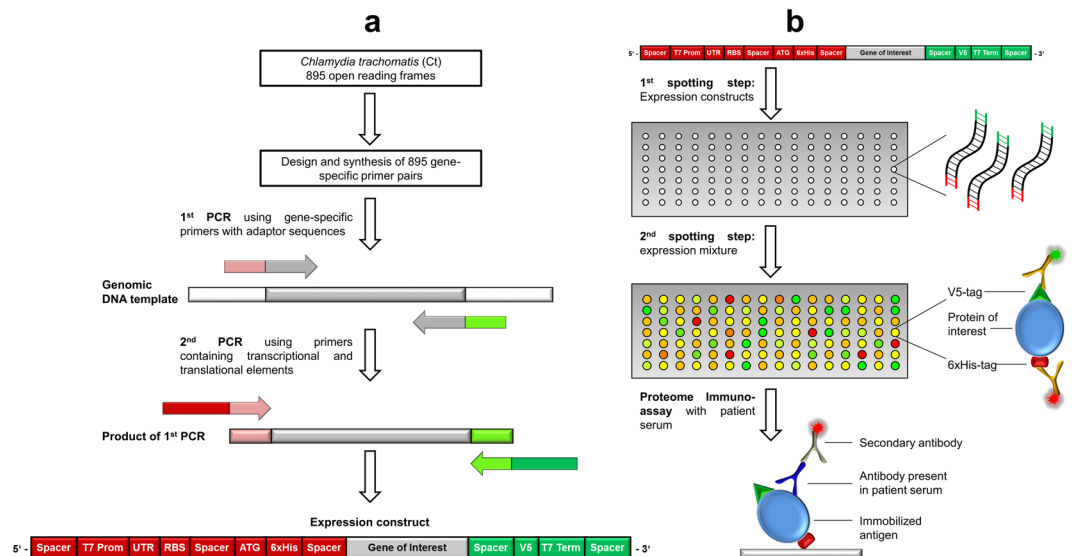 a
Chlamydia trachomatis (Ct)
895 open reading frames
Design and synthesis of 895 gene-
specific primer pairs
1st PCR using gene-specific
primers with adaptor sequences
Genomic
DNA template
2nd PCR using primers
containing transcriptional and
translational elements
Product of 1st PCR
Expression construct
5‘ - Spacer T7 Prom UTR RBS Spacer ATG 6xHis Spacer Gene of Interest Spacer V5 T7 Term Spacer - 3‘
b
5‘ - Spacer T7 Prom UTR RBS Spacer ATG 6xHis Spacer Gene of Interest Spacer V5 T7 Term Spacer - 3‘
1st spotting step:
Expression constructs
2nd spotting step:
expression mixture
V5-tag
Protein of
interest
6xHis-tag
Proteome Immuno-
assay with patient
serum
Secondary antibody
Antibody present
in patient serum
Immobilized
antigen